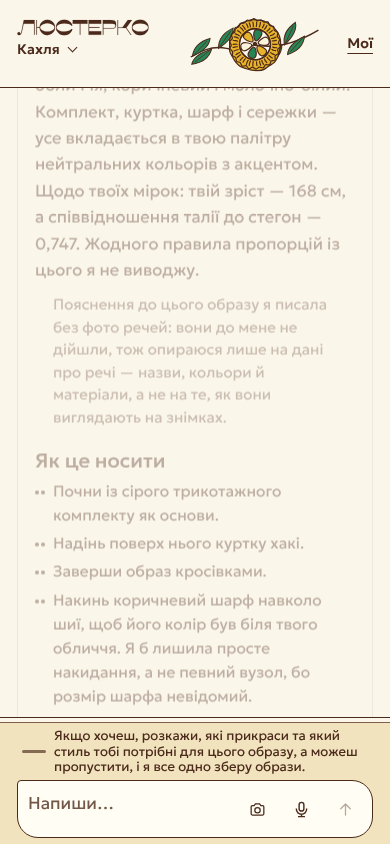 ЛЮСТЕРКО
Кахля
Мої
Комплект, куртка, шарф і сережки —
усе вкладається в твою палітру
нейтральних кольорів з акцентом.
Щодо твоїх мірок: твій зріст — 168 см,
а співвідношення талії до стегон —
0,747. Жодного правила пропорцій із
цього я не виводжу.
Пояснення до цього образу я писала
без фото речей: вони до мене не
дійшли, тож опираюся лише на дані
про речі — назви, кольори й
матеріали, а не на те, як вони
виглядають на знімках.
Як це носити
Почни із сірого трикотажного
комплекту як основи.
Надінь поверх нього куртку хакі.
Заверши образ кросівками.
Накинь коричневий шарф навколо
шиї, щоб його колір був біля твого
обличчя. Я б лишила просте
накидання, а не певний вузол, бо
розмір шарфа невідомий.
Якщо хочеш, розкажи, які прикраси та який
стиль тобі потрібні для цього образу, а можеш
пропустити, і я все одно зберу образи.
Напиши...